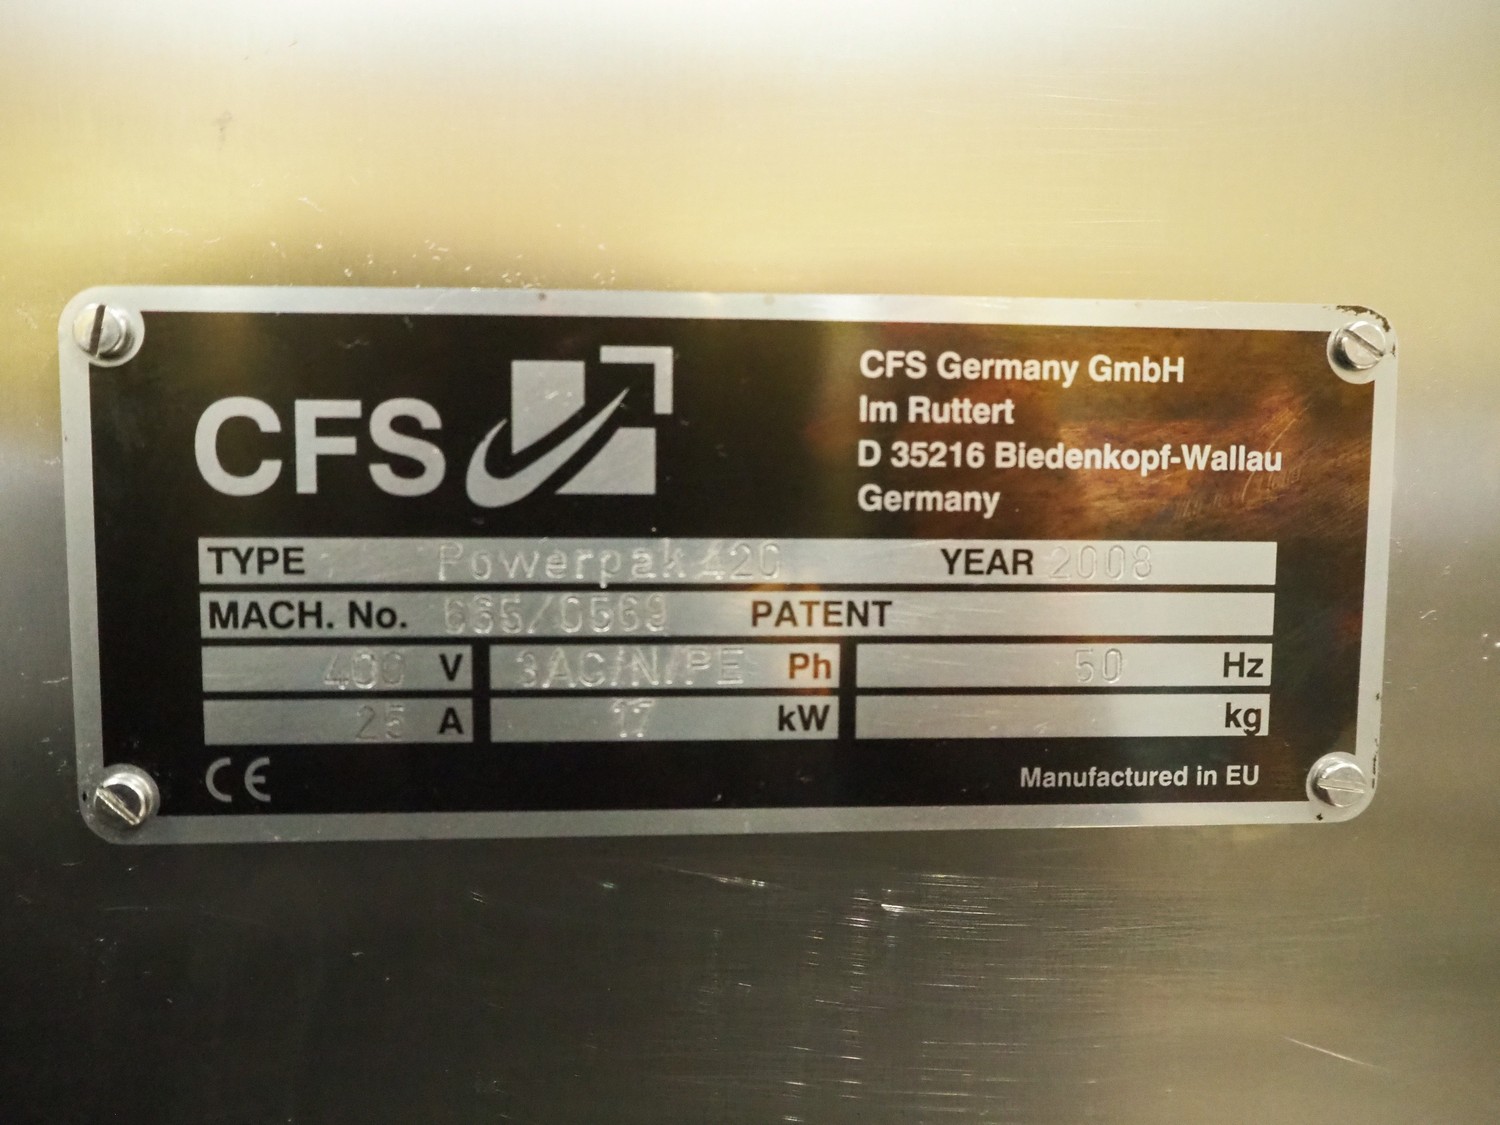 CFS
CFS Germany GmbH
Im Ruttert
D 35216 Biedenkopf-Wallau
Germany
TYPE Powerpak 420 YEAR 2008
MACH. No. 665/0569 PATENT
400 V 3AC/N/PE Ph 50 Hz
25 A 17 kW kg
CE Manufactured in EU